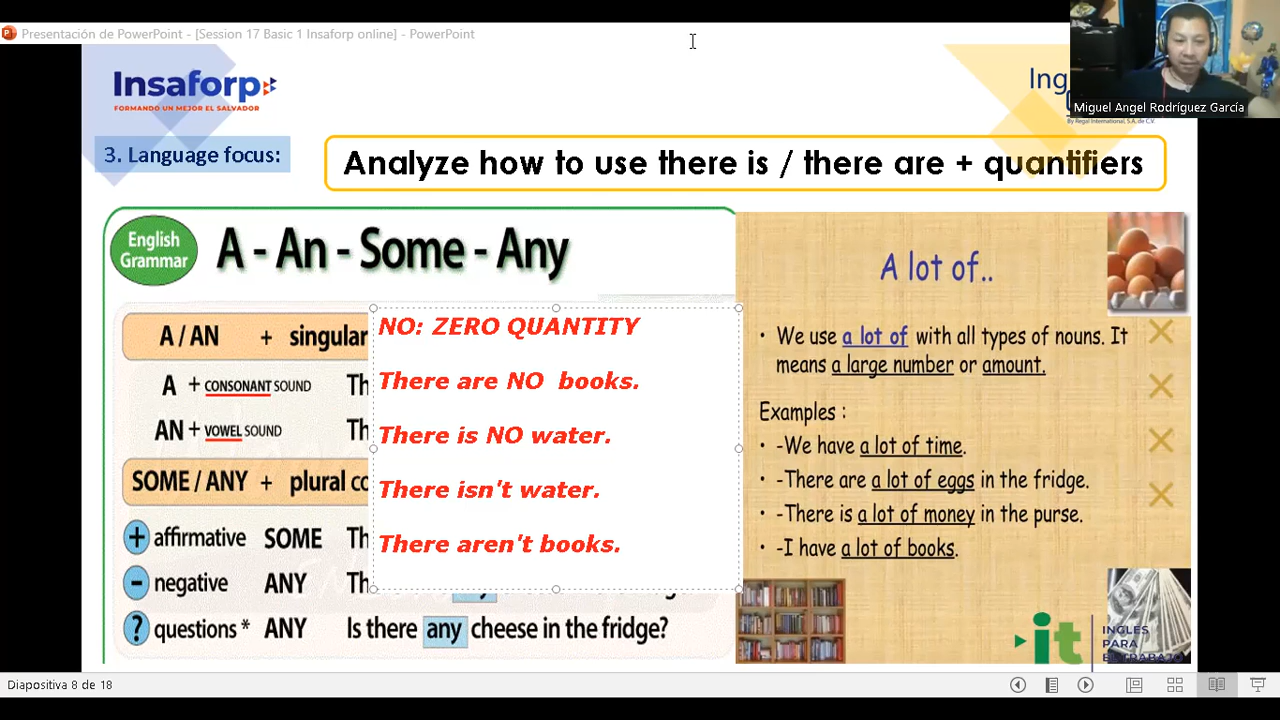 Presentación de PowerPoint - [Session 17 Basic 1 Insaforp online] - PowerPoint
Insaforp
FORMANDO UN MEJOR EL SALVADOR
Miguel Angel Rodríguez García
By Regal International, S.A. de C.V.
3. Language focus:
Analyze how to use there is / there are + quantifiers
English
Grammar
A - An - Some - Any
A / AN + singular
A + CONSONANT SOUND
AN + VOWEL SOUND
SOME / ANY + plural
+ affirmative SOME
- negative ANY
? questions * ANY Is there any cheese in the fridge?
NO: ZERO QUANTITY
There are NO books.
There is NO water.
There isn't water.
There aren't books.
A lot of..
• We use a lot of with all types of nouns. It
means a large number or amount.
Examples :
• -We have a lot of time.
• -There are a lot of eggs in the fridge.
• -There is a lot of money in the purse.
• -I have a lot of books.
it
INGLES
PARA
Diapositiva 8 de 18